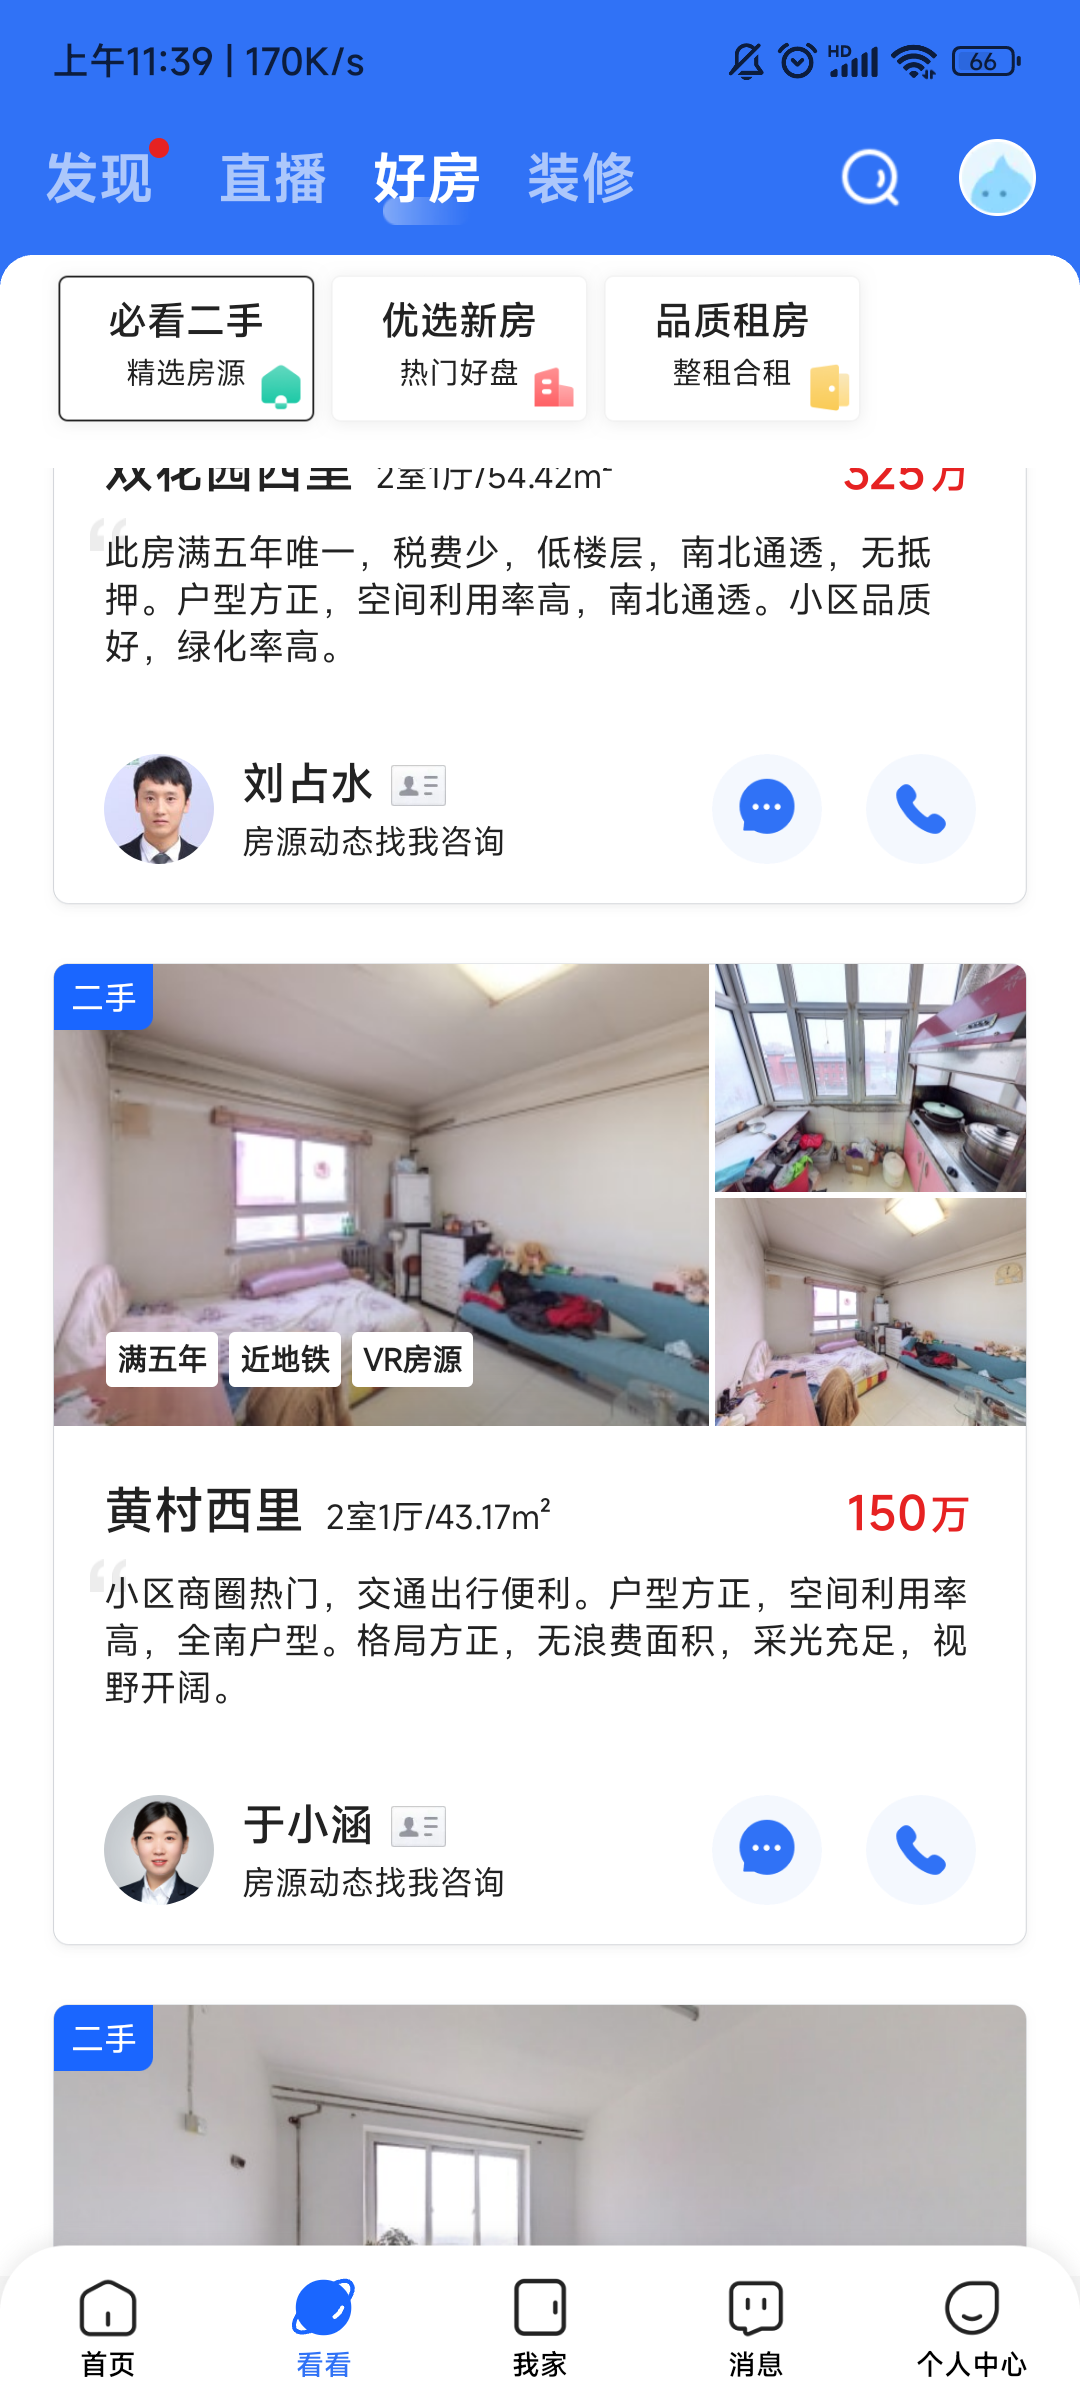 上午11:39 | 170K/s
HD
66
发现 直播 好房 装修
必看二手 优选新房 品质租房
精选房源 热门好盘 整租合租
双花园西里 2室1厅/54.42m² 325万
此房满五年唯一，税费少，低楼层，南北通透，无抵
押。户型方正，空间利用率高，南北通透。小区品质
好，绿化率高。
刘占水
房源动态找我咨询
二手
满五年 近地铁 VR房源
黄村西里 2室1厅/43.17m² 150万
小区商圈热门，交通出行便利。户型方正，空间利用率
高，全南户型。格局方正，无浪费面积，采光充足，视
野开阔。
于小涵
房源动态找我咨询
二手
首页 看看 我家 消息 个人中心